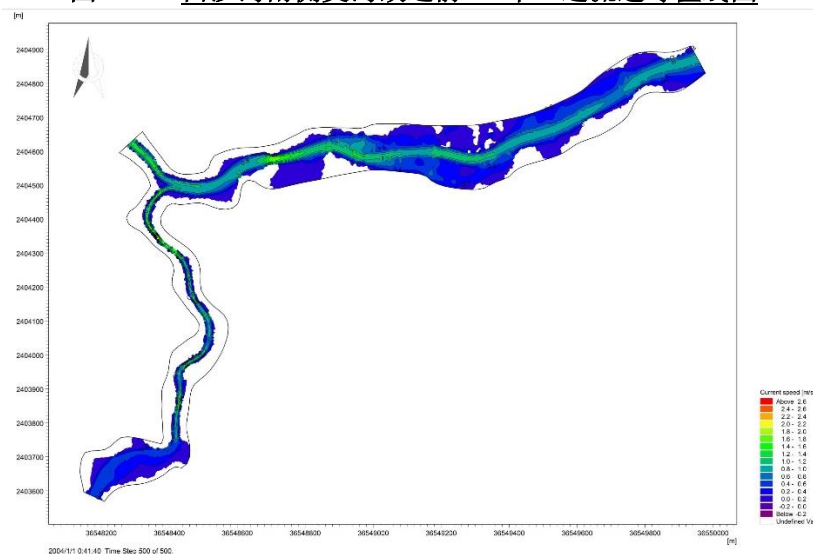 [m]
2404900
2404800
2404700
2404600
2404500
2404400
2404300
2404200
2404100
2404000
2403900
2403800
2403700
2403600
36548200
36548400
36548600
36548800
36549000
36549200
36549400
36549600
36549800
36550000
[m]
Current speed [m/s
Above 2.6
2.4 - 2.6
2.2 - 2.4
2.0 - 2.2
1.8 - 2.0
1.6 - 1.8
1.4 - 1.6
1.2 - 1.4
1.0 - 1.2
0.8 - 1.0
0.6 - 0.8
0.4 - 0.6
0.2 - 0.4
0.0 - 0.2
-0.2 - 0.0
Below -0.2
Undefined Va
2004/1/1 0:41:40 Time Step 500 of 500.